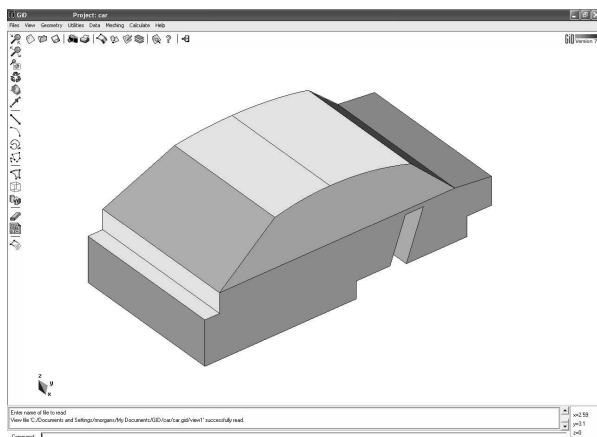 GiD Project: car
Files View Geometry Utilities Data Meshing Calculate Help
GiD Version 7
z
y
x
Enter name of file to read
View file 'C:/Documents and Settings/morgans/My Documents/GID/car/car.gid/view1' successfully read.
Command:
x=2.59
y=3.1
z=0